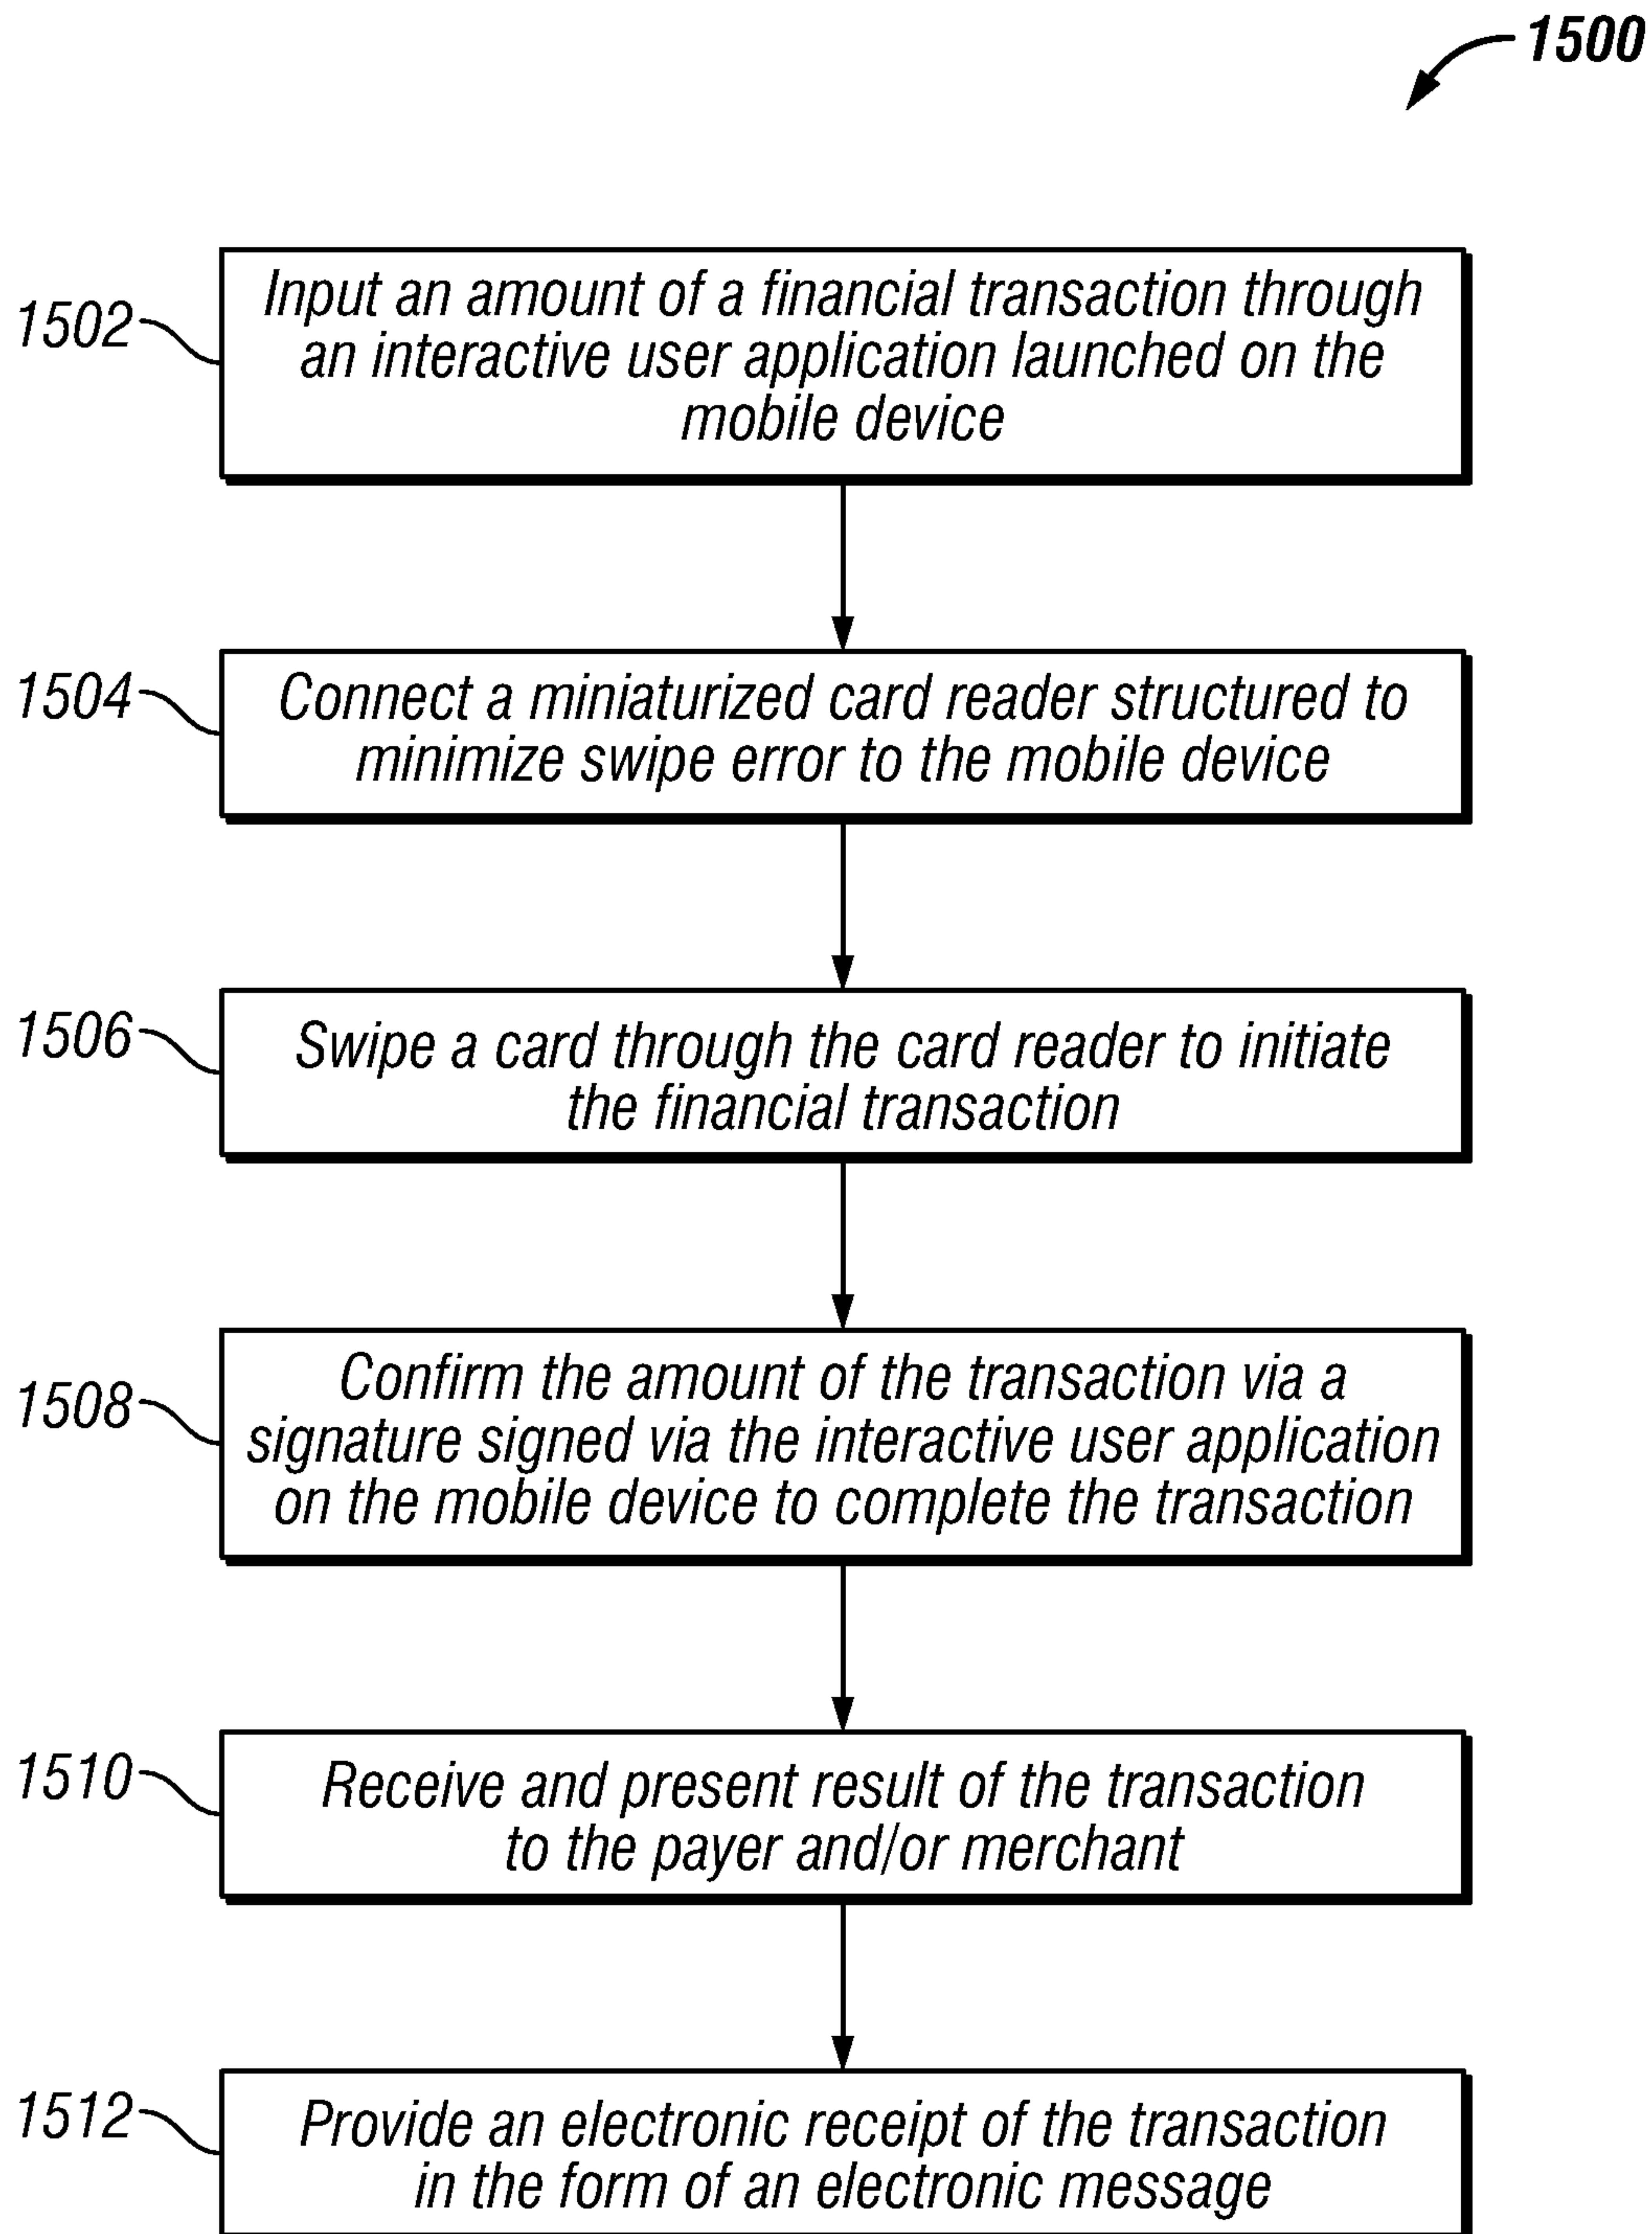 1500
1502
Input an amount of a financial transaction through
an interactive user application launched on the
mobile device
1504
Connect a miniaturized card reader structured to
minimize swipe error to the mobile device
1506
Swipe a card through the card reader to initiate
the financial transaction
1508
Confirm the amount of the transaction via a
signature signed via the interactive user application
on the mobile device to complete the transaction
1510
Receive and present result of the transaction
to the payer and/or merchant
1512
Provide an electronic receipt of the transaction
in the form of an electronic message